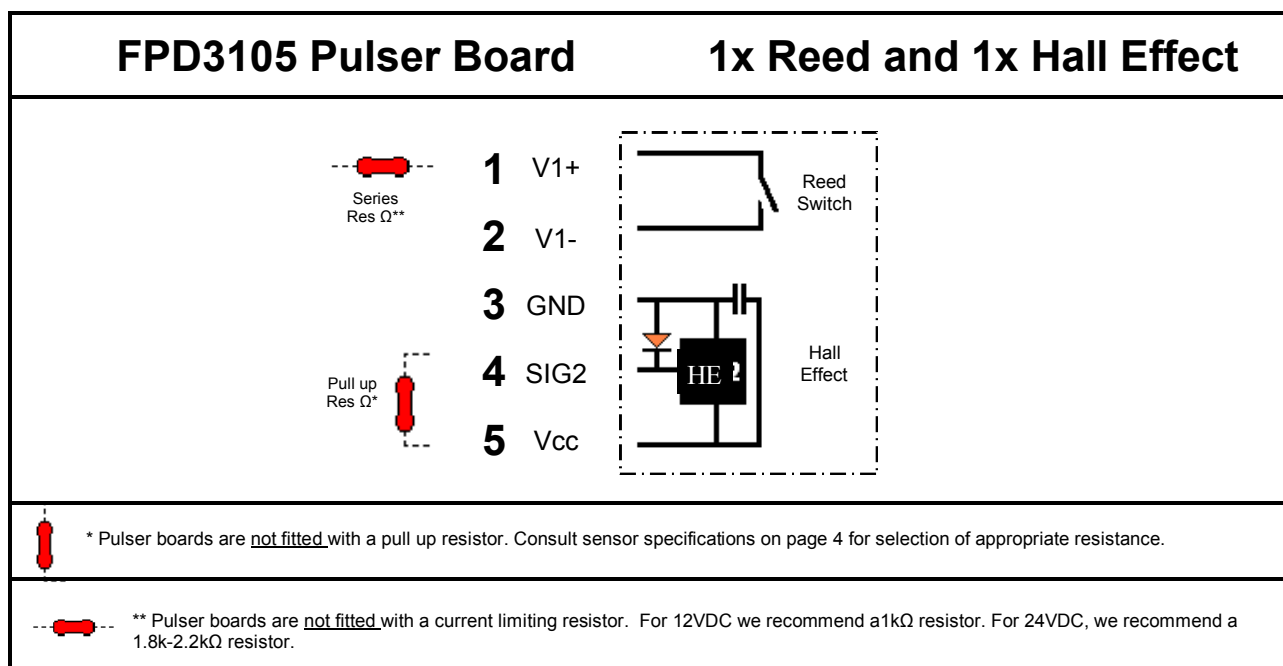 FPD3105 Pulser Board 1x Reed and 1x Hall Effect
Series
Res Ω**
1 V1+
Reed
Switch
2 V1-
3 GND
Pull up
Res Ω*
4 SIG2
HE 2
Hall
Effect
5 Vcc
* Pulser boards are not fitted with a pull up resistor. Consult sensor specifications on page 4 for selection of appropriate resistance.
** Pulser boards are not fitted with a current limiting resistor. For 12VDC we recommend a1kΩ resistor. For 24VDC, we recommend a
1.8k-2.2kΩ resistor.